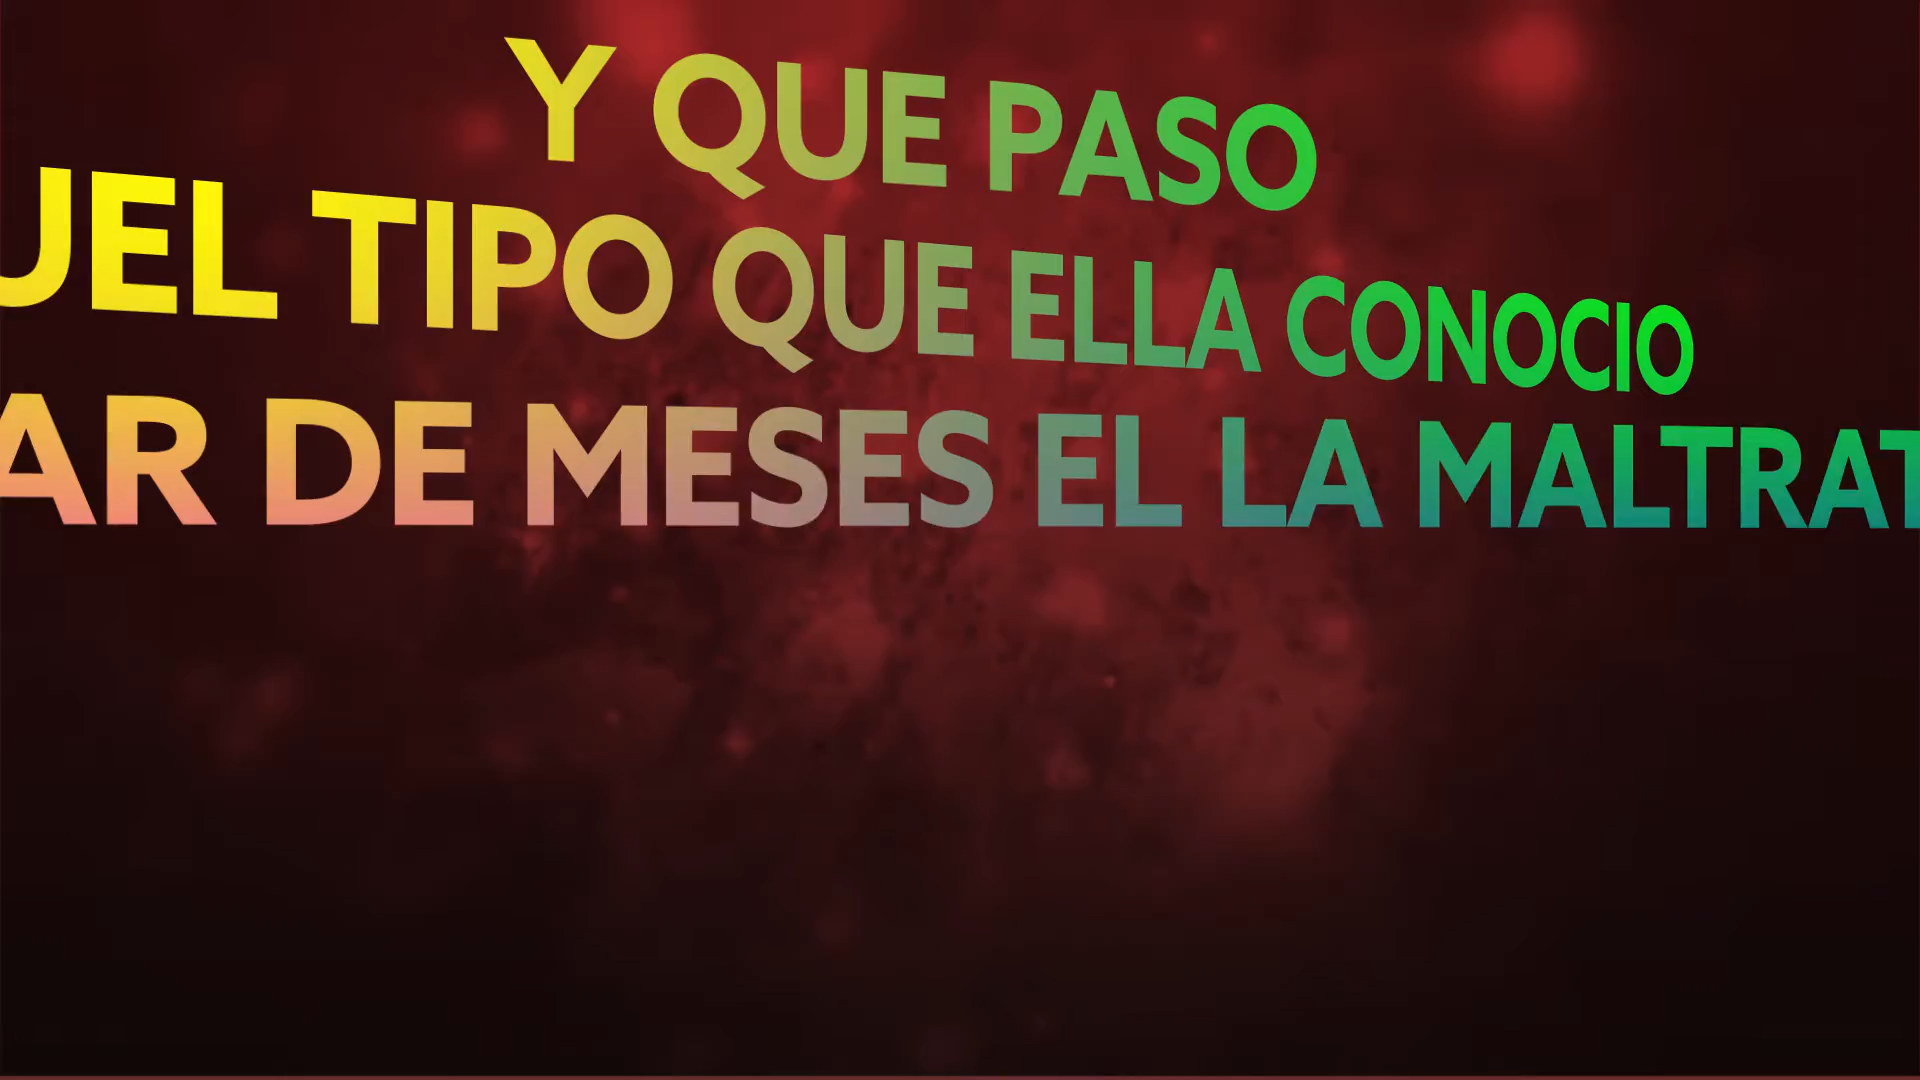 Y QUE PASO
UEL TIPO QUE ELLA CONOCIO
AR DE MESES EL LA MALTRAT